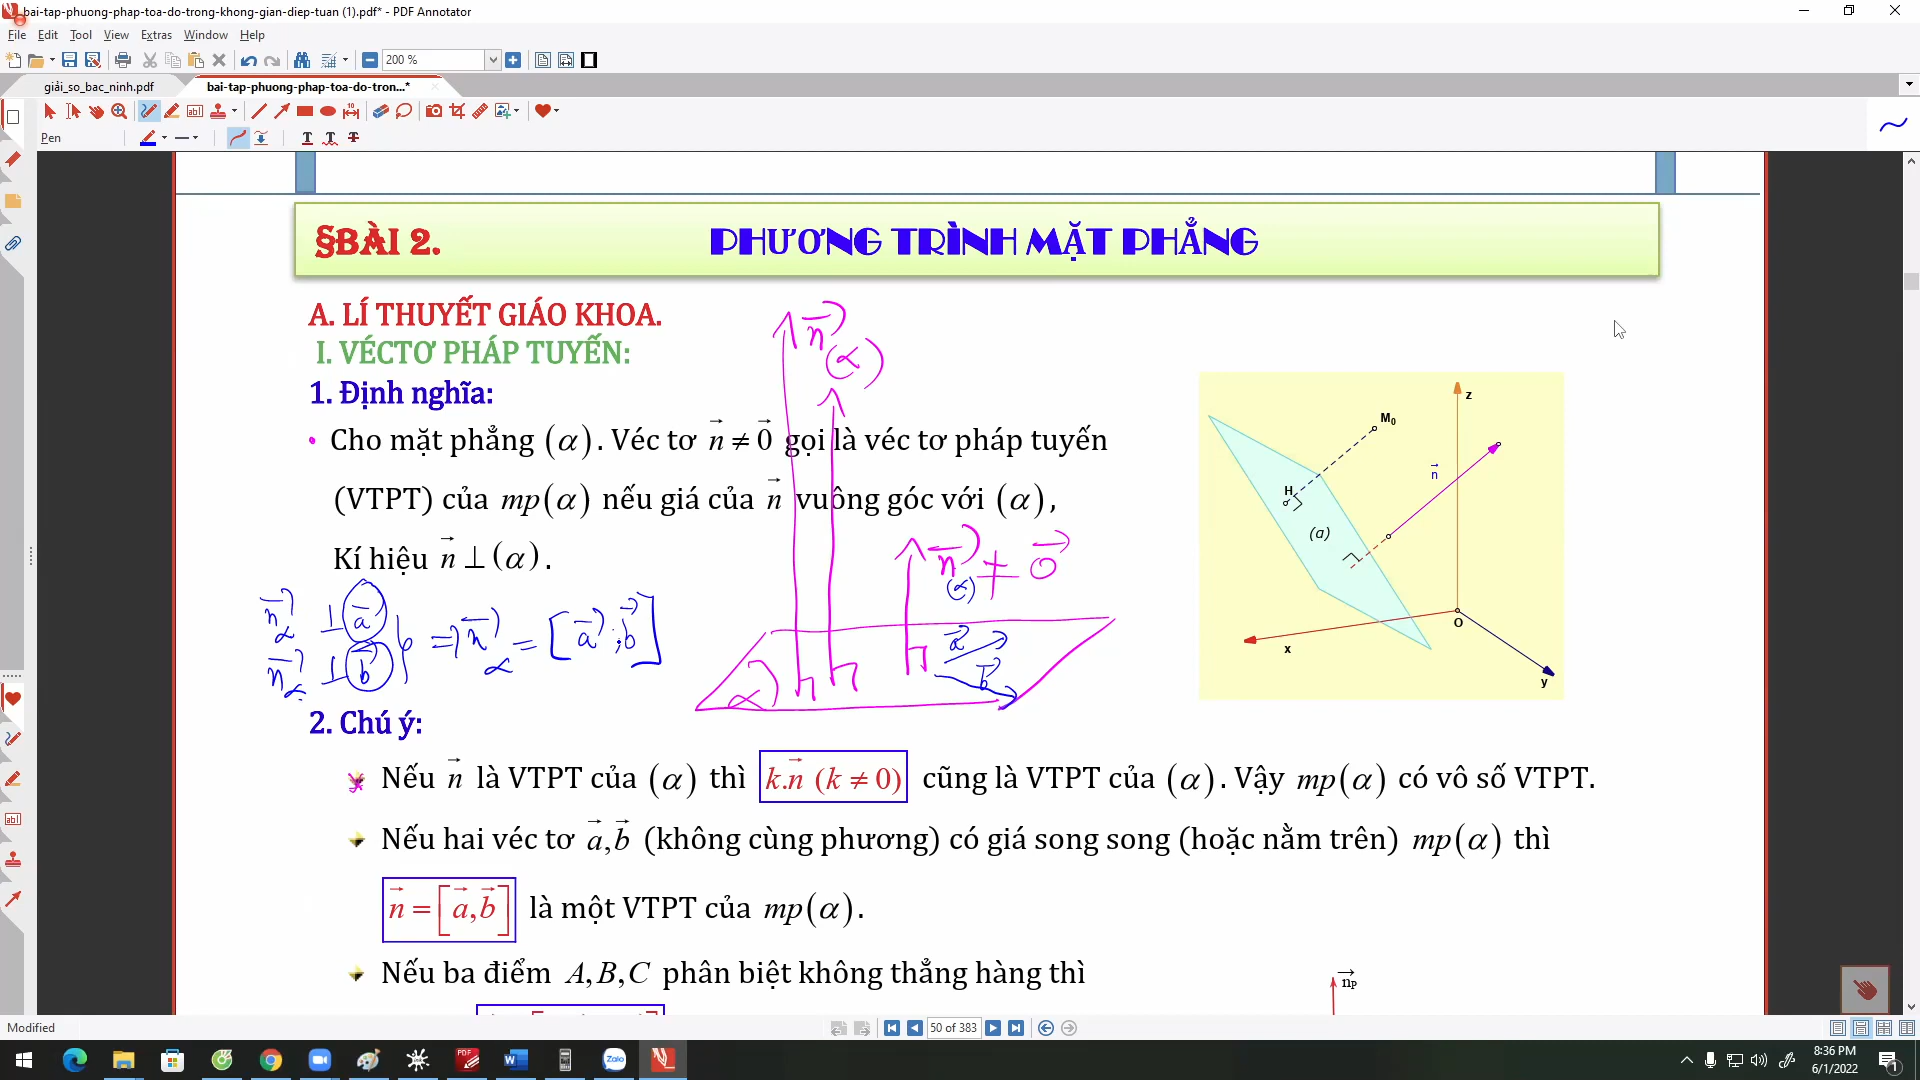 bai-tap-phuong-phap-toa-do-trong-khong-gian-diep-tuan (1).pdf* - PDF Annotator
File Edit Tool View Extras Window Help
200 %
giải_so_bac_ninh.pdf
bai-tap-phuong-phap-toa-do-tron...*
Pen
§BÀI 2. PHƯƠNG TRÌNH MẶT PHẲNG
A. LÍ THUYẾT GIÁO KHOA.
I. VÉCTƠ PHÁP TUYẾN:
1. Định nghĩa:
Cho mặt phẳng (α). Véc tơ n⃗ ≠ 0⃗ gọi là véc tơ pháp tuyến
(VTPT) của mp(α) nếu giá của n⃗ vuông góc với (α),
Kí hiệu n⃗ ⊥ (α).
n⃗ (α)
n⃗ (α) ≠ 0⃗
n⃗ α ⊥ a⃗
n⃗ α ⊥ b⃗
=> n⃗ α = [a⃗ ; b⃗]
α
a⃗
b⃗
z
M₀
n⃗
H
(a)
O
x
y
2. Chú ý:
Nếu n⃗ là VTPT của (α) thì k.n⃗ (k ≠ 0) cũng là VTPT của (α). Vậy mp(α) có vô số VTPT.
Nếu hai véc tơ a⃗, b⃗ (không cùng phương) có giá song song (hoặc nằm trên) mp(α) thì
n⃗ = [a⃗, b⃗] là một VTPT của mp(α).
Nếu ba điểm A, B, C phân biệt không thẳng hàng thì
n⃗P
Modified
50 of 383
8:36 PM
6/1/2022